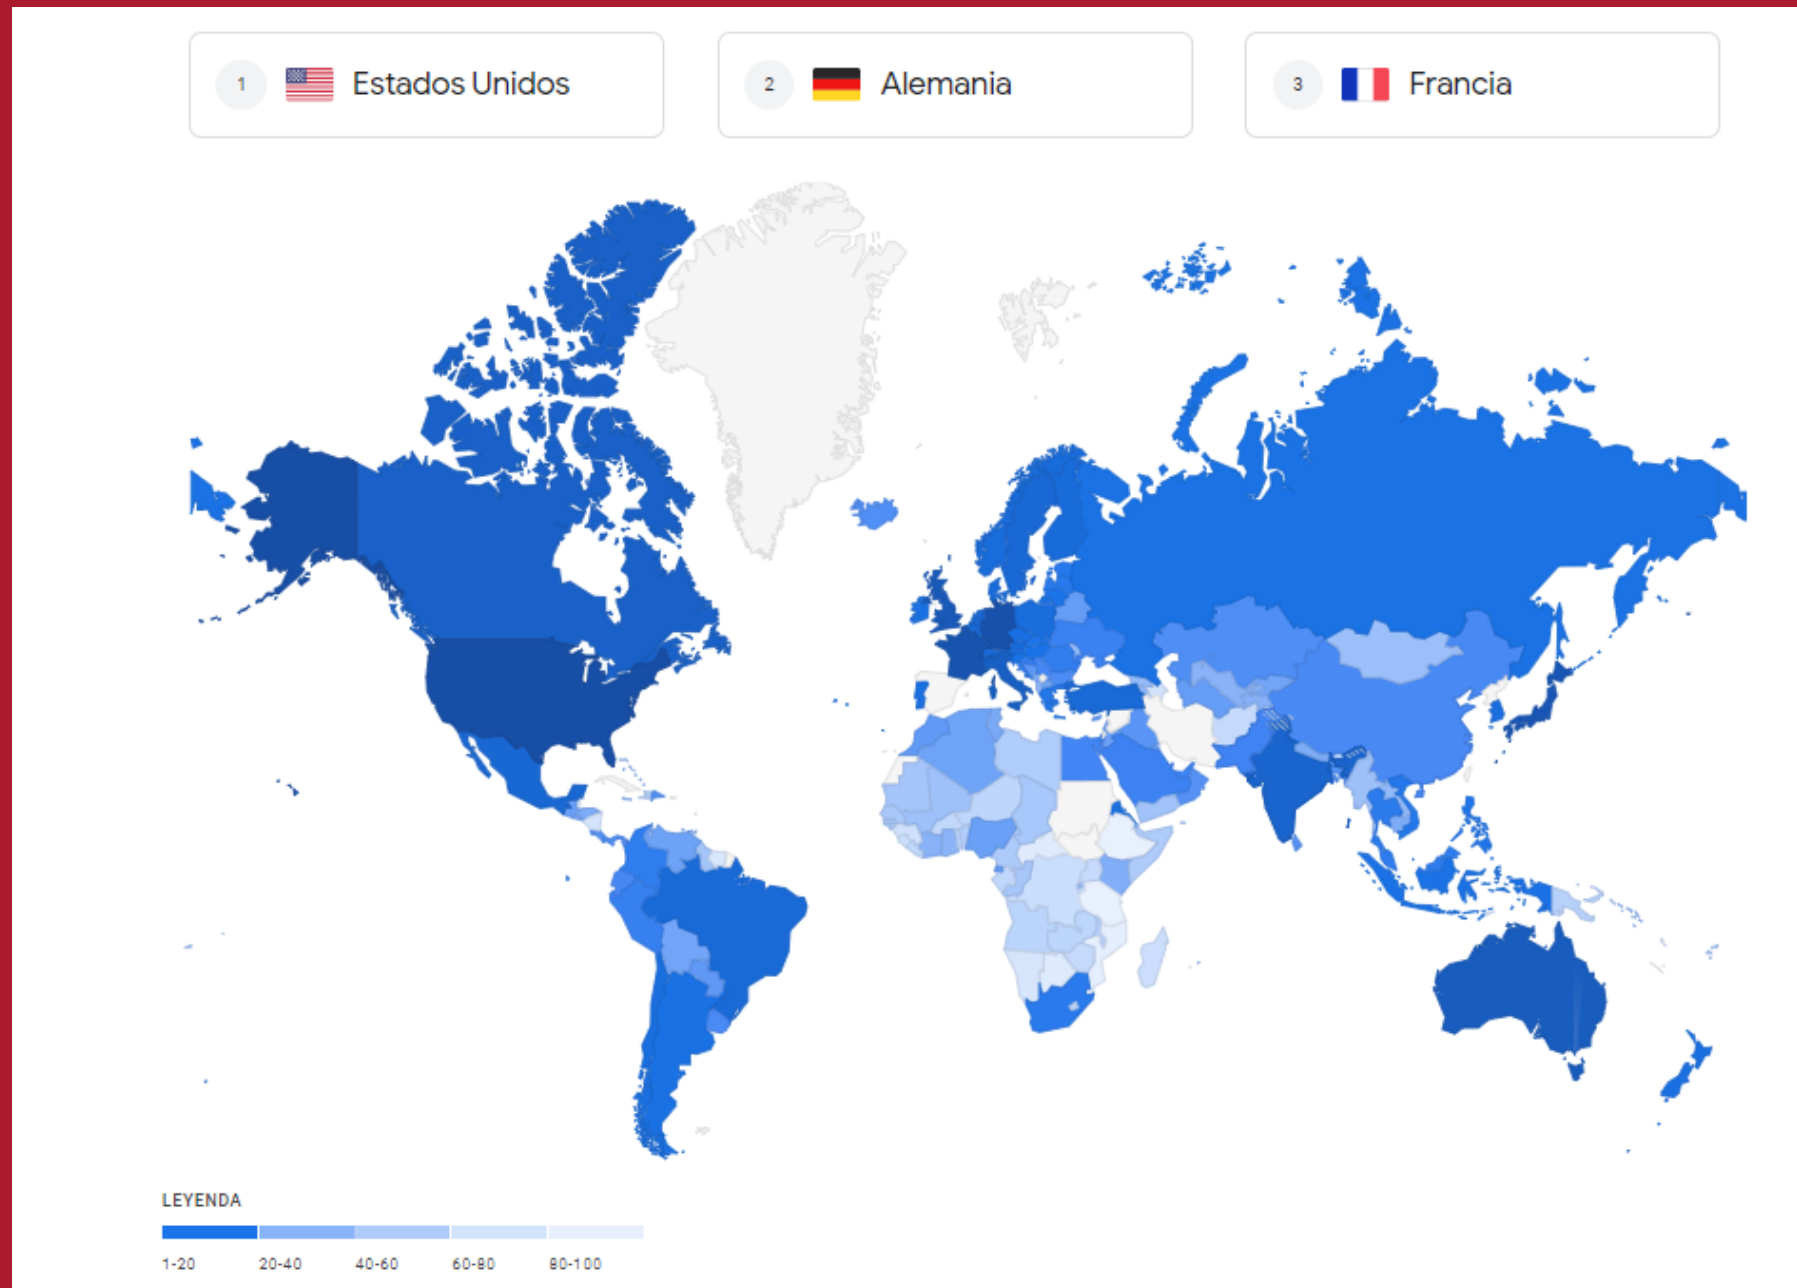 1 Estados Unidos
2 Alemania
3 Francia
LEYENDA
1-20 20-40 40-60 60-80 80-100